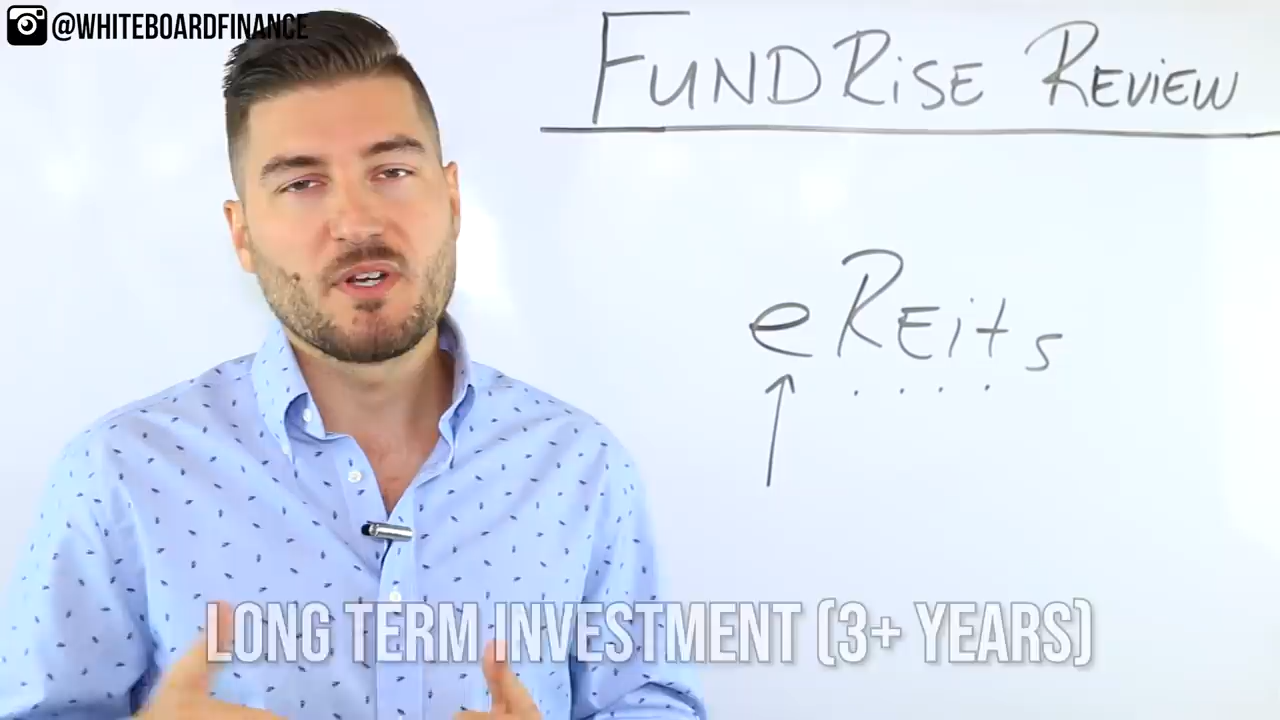 @WHITEBOARDFINANCE
FUNDRiSE REViEW
eREits
LONG TERM INVESTMENT (3+ YEARS)